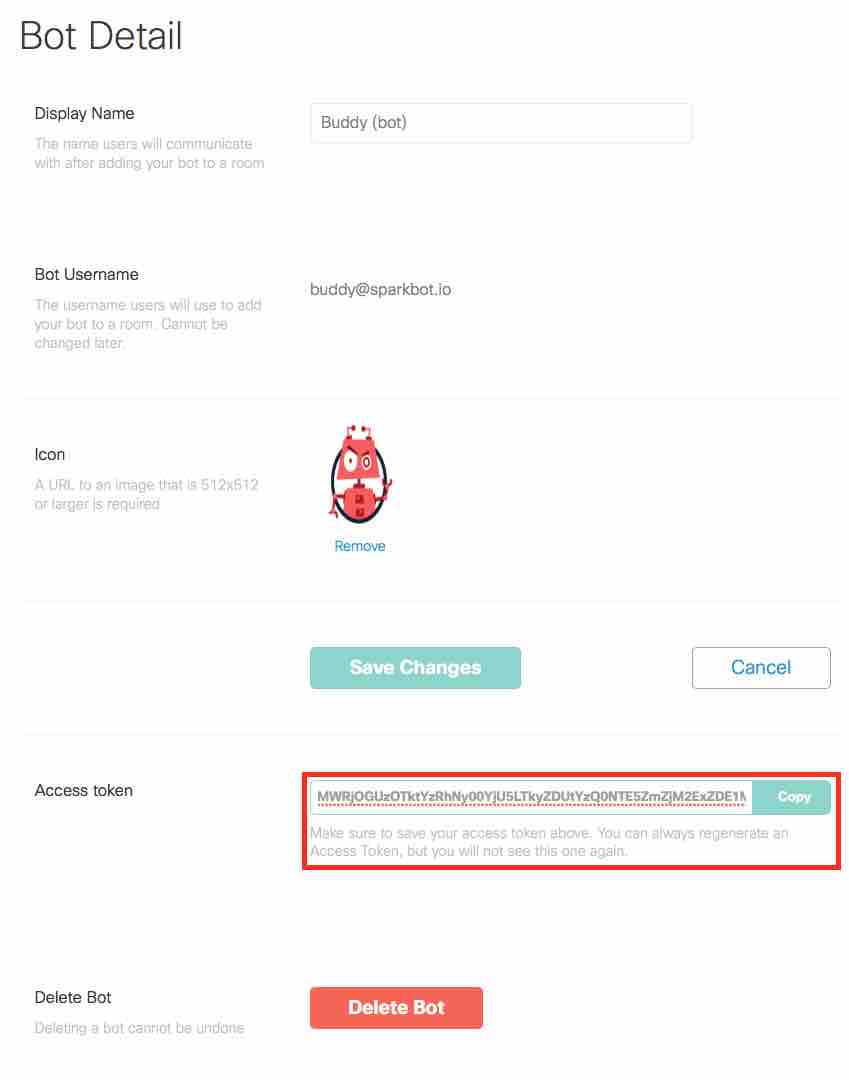 Bot Detail
Display Name
Buddy (bot)
The name users will communicate
with after adding your bot to a room
Bot Username
buddy@sparkbot.io
The username users will use to add
your bot to a room. Cannot be
changed later.
Icon
A URL to an image that is 512x512
or larger is required
Remove
Save Changes
Cancel
Access token
MWRjOGUzOTktYzRhNy00YjU5LTkyZDUtYzQ0NTE5ZmZjM2ExZDE1M
Copy
Make sure to save your access token above. You can always regenerate an
Access Token, but you will not see this one again.
Delete Bot
Delete Bot
Deleting a bot cannot be undone